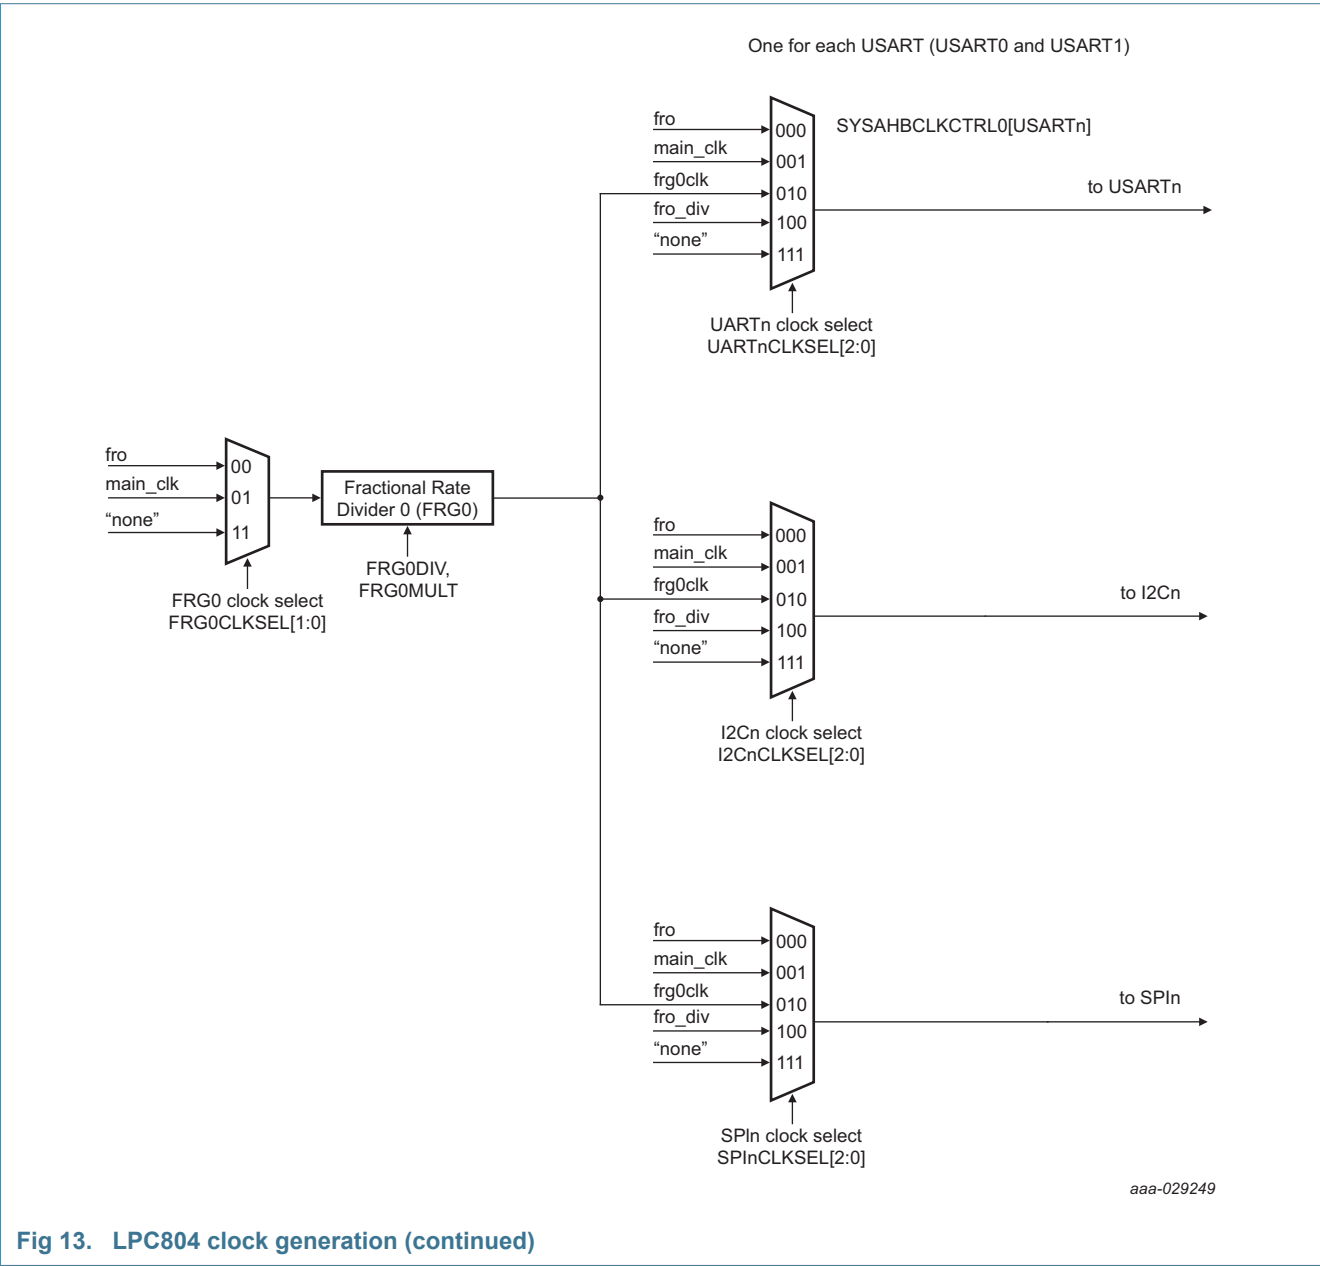 One for each USART (USART0 and USART1)
fro
000
SYSAHBCLKCTRL0[USARTn]
main_clk
001
frg0clk
010
to USARTn
fro_div
100
“none”
111
UARTn clock select
UARTnCLKSEL[2:0]
fro
00
main_clk
01
“none”
11
Fractional Rate
Divider 0 (FRG0)
FRG0DIV,
FRG0MULT
FRG0 clock select
FRG0CLKSEL[1:0]
fro
000
main_clk
001
frg0clk
010
to I2Cn
fro_div
100
“none”
111
I2Cn clock select
I2CnCLKSEL[2:0]
fro
000
main_clk
001
frg0clk
010
to SPIn
fro_div
100
“none”
111
SPIn clock select
SPInCLKSEL[2:0]
aaa-029249
Fig 13. LPC804 clock generation (continued)